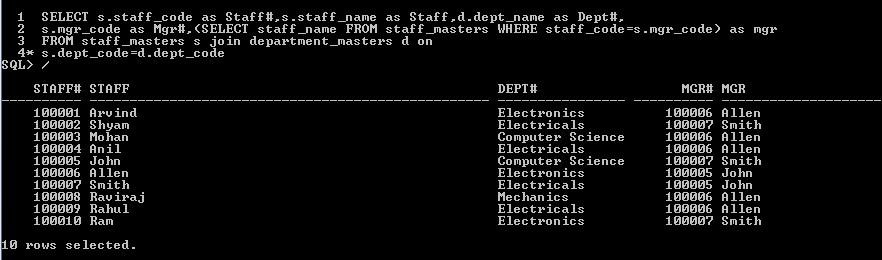 1 SELECT s.staff_code as Staff#,s.staff_name as Staff,d.dept_name as Dept#,
2 s.mgr_code as Mgr#,(SELECT staff_name FROM staff_masters WHERE staff_code=s.mgr_code) as mgr
3 FROM staff_masters s join department_masters d on
4* s.dept_code=d.dept_code
SQL> /
STAFF# STAFF DEPT# MGR# MGR
100001 Arvind Electronics 100006 Allen
100002 Shyam Electricals 100007 Smith
100003 Mohan Computer Science 100006 Allen
100004 Anil Electricals 100006 Allen
100005 John Computer Science 100007 Smith
100006 Allen Electronics 100005 John
100007 Smith Electricals 100005 John
100008 Raviraj Mechanics 100006 Allen
100009 Rahul Electricals 100006 Allen
100010 Ram Electricals 100007 Smith
10 rows selected.